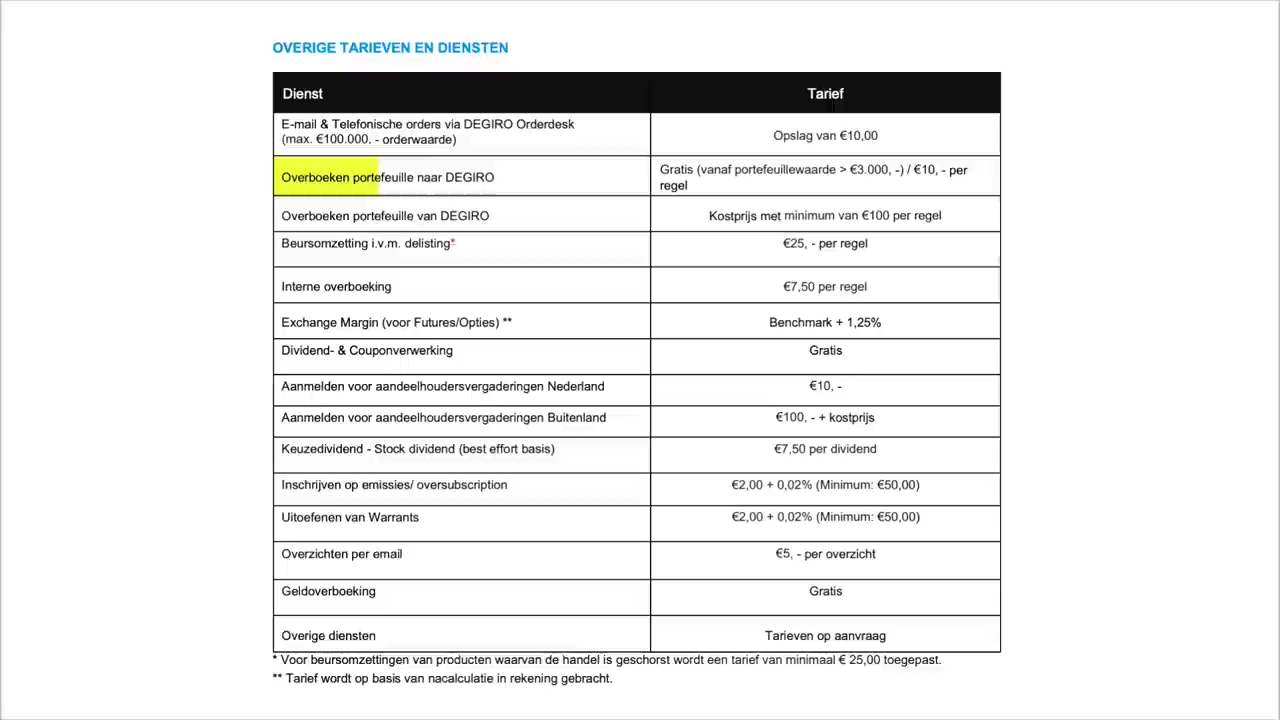 OVERIGE TARIEVEN EN DIENSTEN
Dienst Tarief
E-mail & Telefonische orders via DEGIRO Orderdesk
(max. €100.000. - orderwaarde)
Opslag van €10,00
Overboeken portefeuille naar DEGIRO
Gratis (vanaf portefeuillewaarde > €3.000, -) / €10, - per
regel
Overboeken portefeuille van DEGIRO Kostprijs met minimum van €100 per regel
Beursomzetting i.v.m. delisting* €25, - per regel
Interne overboeking €7,50 per regel
Exchange Margin (voor Futures/Opties) ** Benchmark + 1,25%
Dividend- & Couponverwerking Gratis
Aanmelden voor aandeelhoudersvergaderingen Nederland €10, -
Aanmelden voor aandeelhoudersvergaderingen Buitenland €100, - + kostprijs
Keuzedividend - Stock dividend (best effort basis) €7,50 per dividend
Inschrijven op emissies/ oversubscription €2,00 + 0,02% (Minimum: €50,00)
Uitoefenen van Warrants €2,00 + 0,02% (Minimum: €50,00)
Overzichten per email €5, - per overzicht
Geldoverboeking Gratis
Overige diensten Tarieven op aanvraag
* Voor beursomzettingen van producten waarvan de handel is geschorst wordt een tarief van minimaal € 25,00 toegepast.
** Tarief wordt op basis van nacalculatie in rekening gebracht.